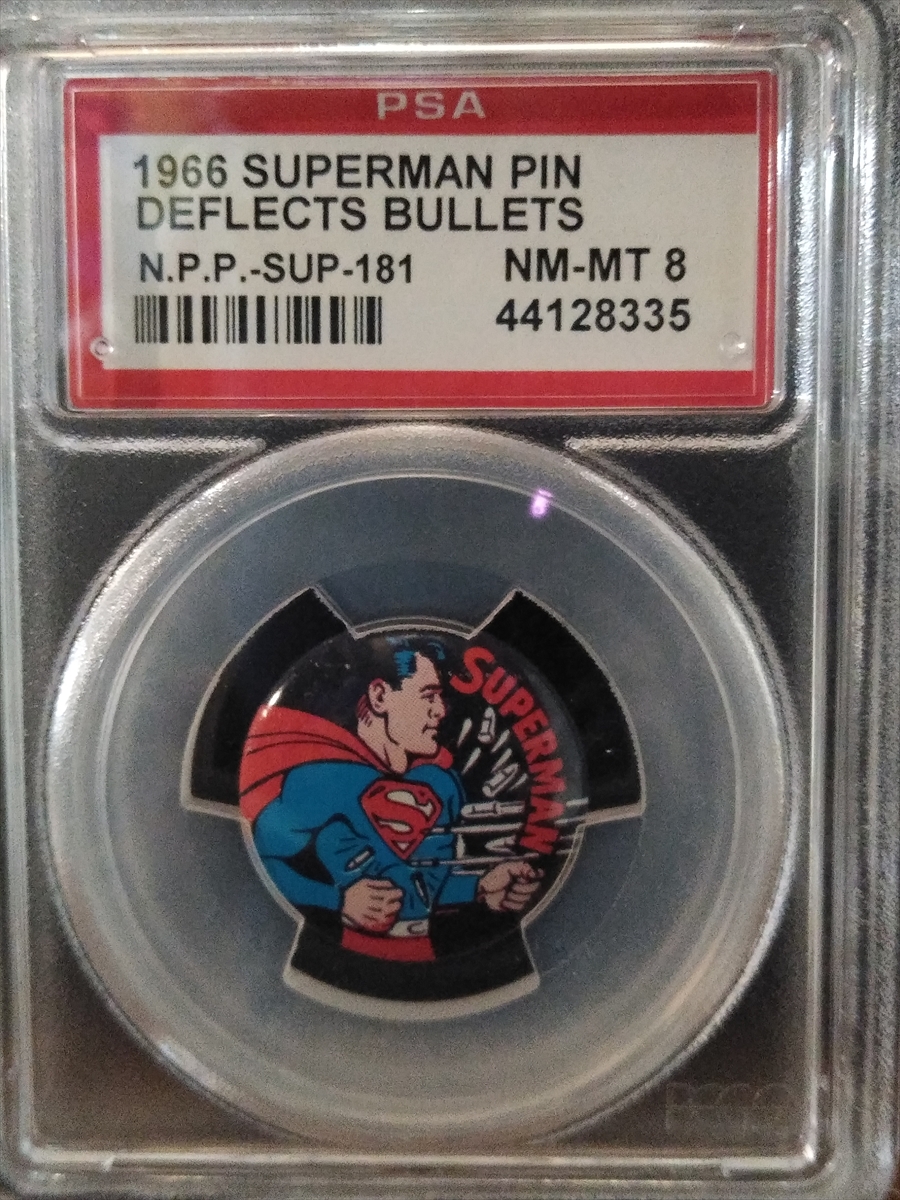 PSA
1966 SUPERMAN PIN
DEFLECTS BULLETS
N.P.P.-SUP-181 NM-MT 8
44128335
SUPERMAN
S